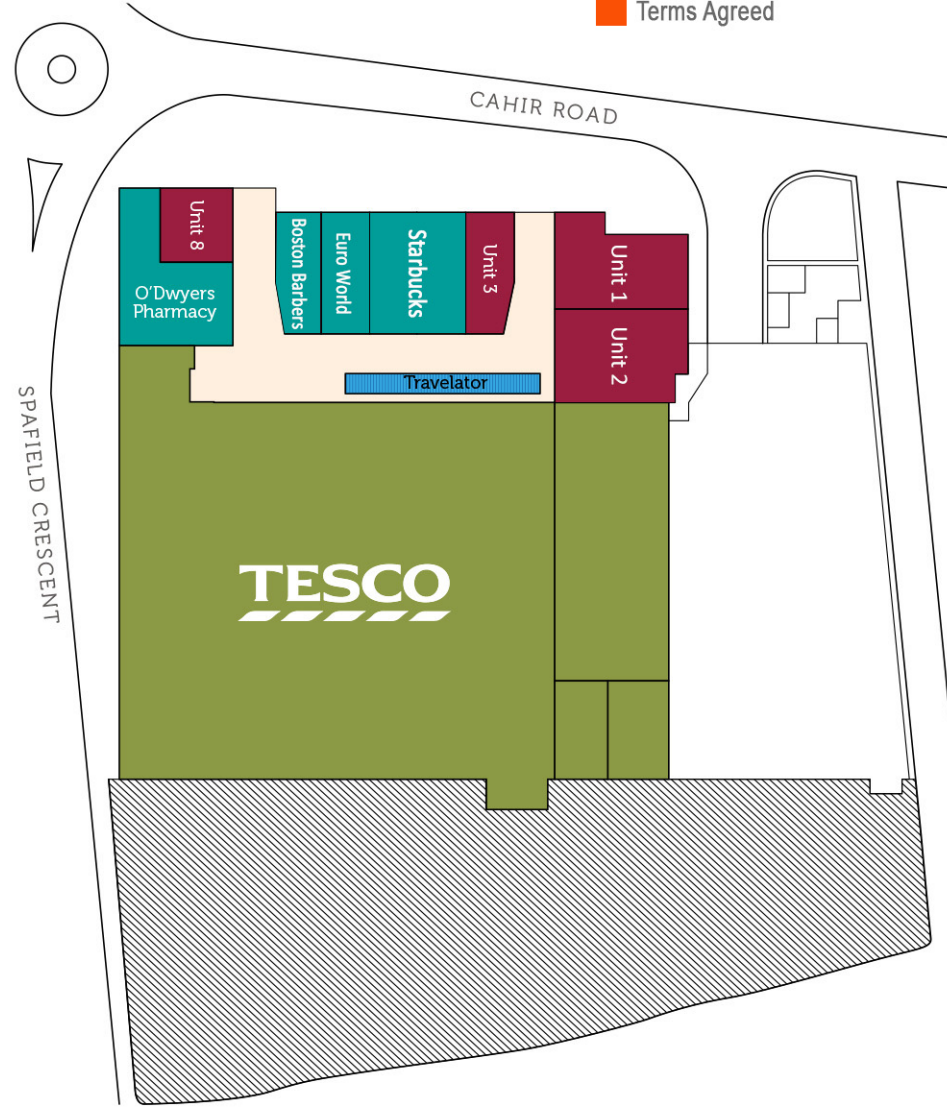 Terms Agreed
CAHIR ROAD
Unit 8
O'Dwyers
Pharmacy
Boston Barbers
Euro World
Starbucks
Unit 3
Unit 1
Unit 2
Travelator
SPAFIELD CRESCENT
TESCO